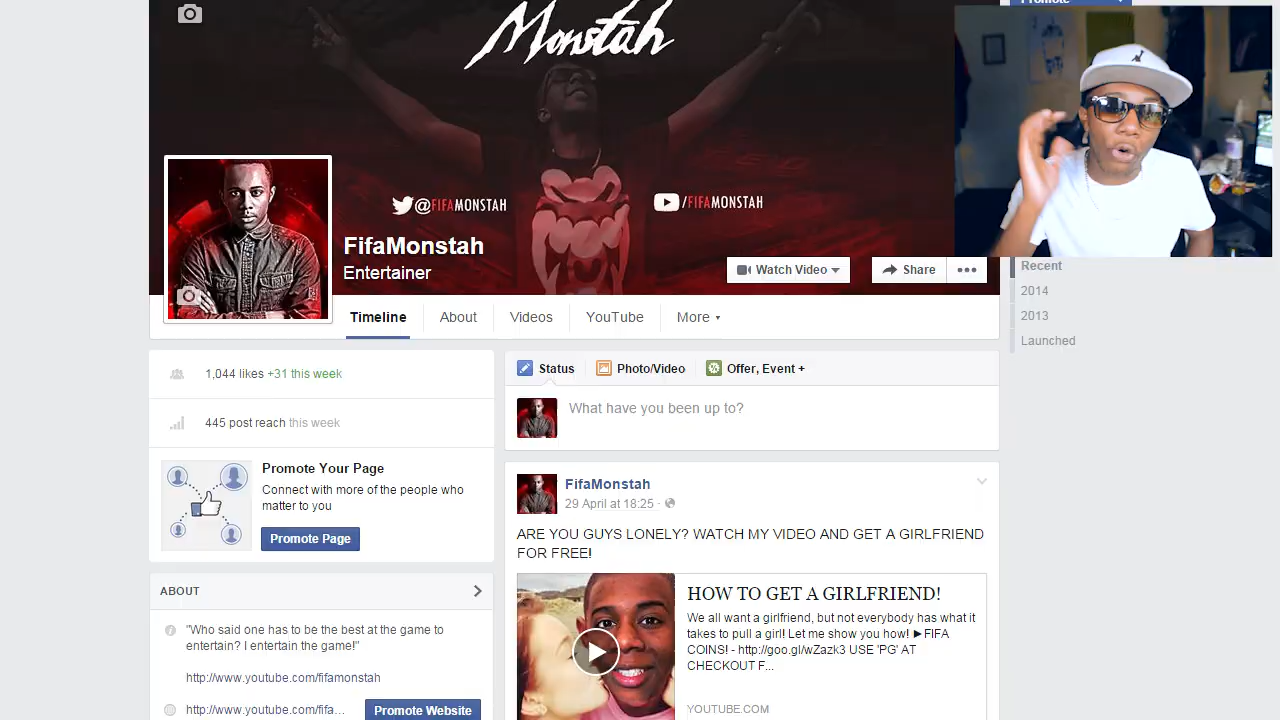 Promote
Monstah
@FIFAMONSTAH
/FIFAMONSTAH
FifaMonstah
Entertainer
Watch Video
Share
Recent
2014
2013
Launched
Timeline
About
Videos
YouTube
More
1,044 likes +31 this week
445 post reach this week
Promote Your Page
Connect with more of the people who
matter to you
Promote Page
ABOUT
"Who said one has to be the best at the game to
entertain? I entertain the game!"
http://www.youtube.com/fifamonstah
http://www.youtube.com/fifa...
Promote Website
Status
Photo/Video
Offer, Event +
What have you been up to?
FifaMonstah
29 April at 18:25 ·
ARE YOU GUYS LONELY? WATCH MY VIDEO AND GET A GIRLFRIEND
FOR FREE!
HOW TO GET A GIRLFRIEND!
We all want a girlfriend, but not everybody has what it
takes to pull a girl! Let me show you how! ►FIFA
COINS! - http://goo.gl/wZazk3 USE 'PG' AT
CHECKOUT F...
YOUTUBE.COM